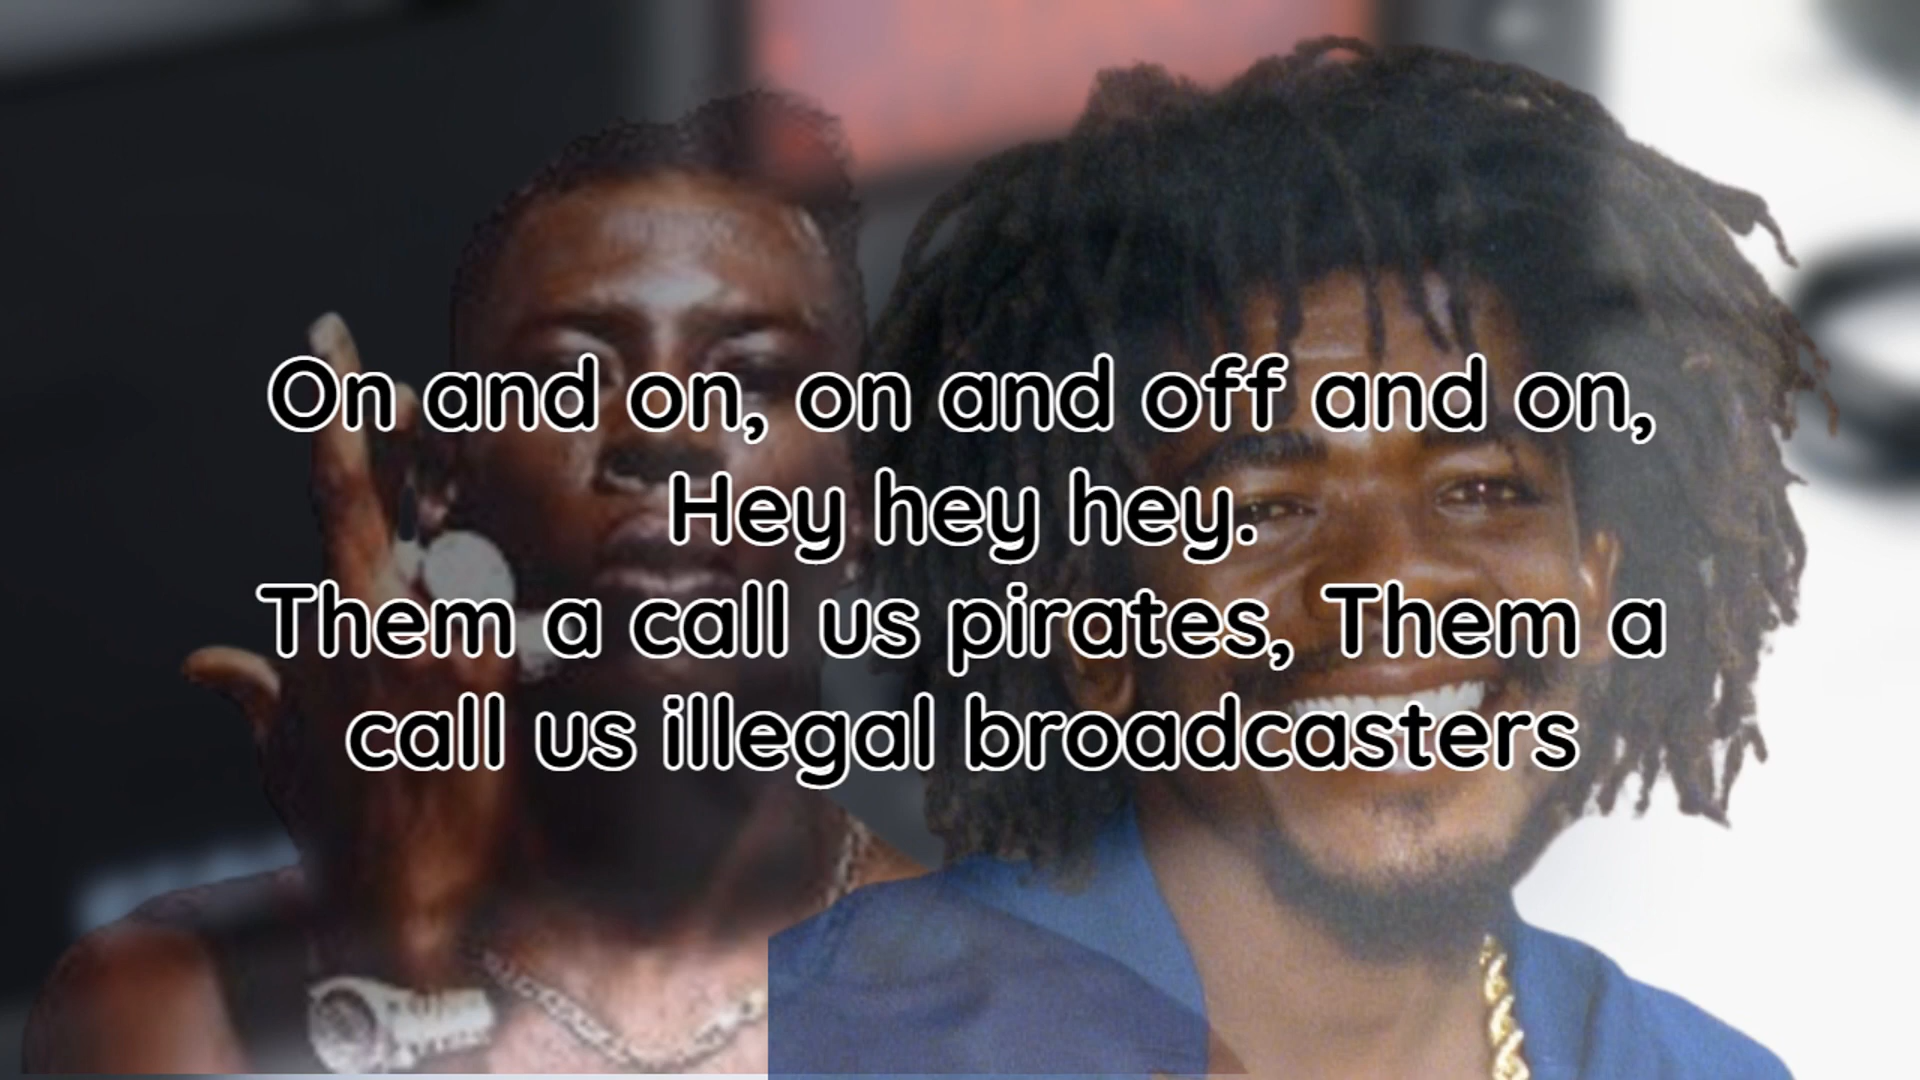 On and on, on and off and on,
Hey hey hey.
Them a call us pirates, Them a
call us illegal broadcasters